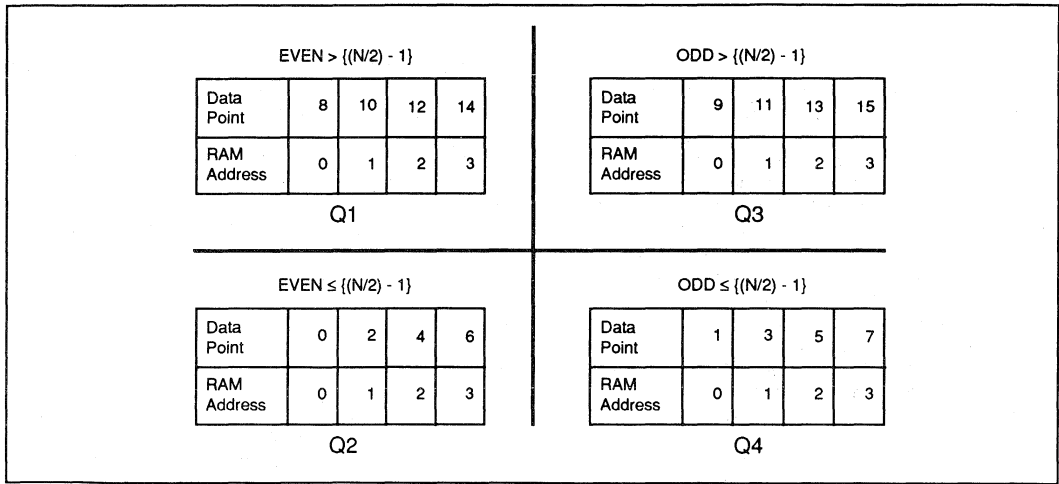 EVEN > {(N/2) - 1}
Data Point 8 10 12 14
RAM Address 0 1 2 3
Q1
ODD > {(N/2) - 1}
Data Point 9 11 13 15
RAM Address 0 1 2 3
Q3
EVEN ≤ {(N/2) - 1}
Data Point 0 2 4 6
RAM Address 0 1 2 3
Q2
ODD ≤ {(N/2) - 1}
Data Point 1 3 5 7
RAM Address 0 1 2 3
Q4